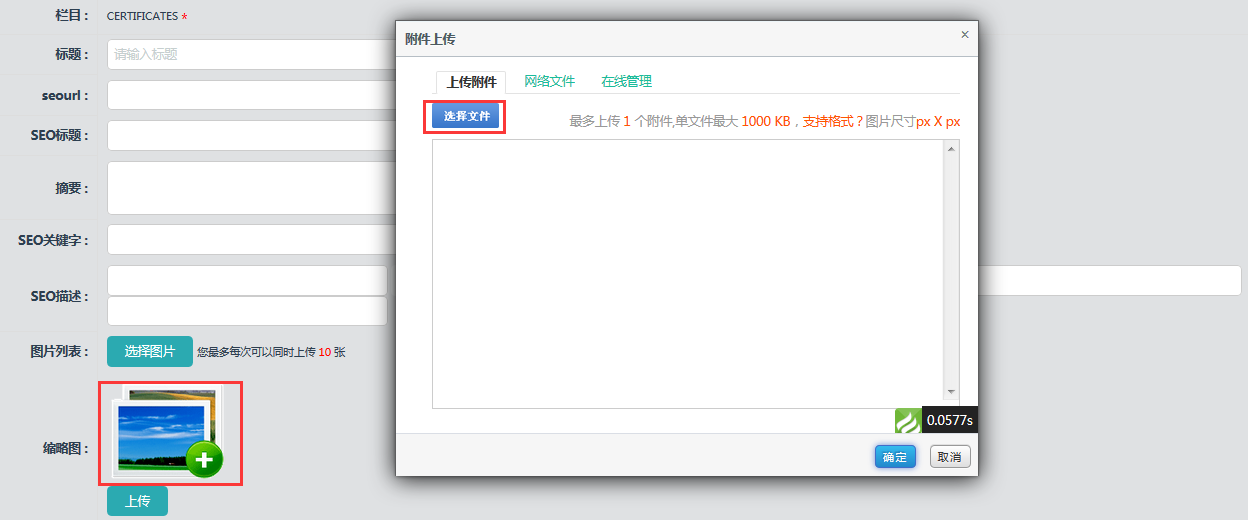 栏目： CERTIFICATES *
标题： 请输入标题
seourl：
SEO标题：
摘要：
SEO关键字：
SEO描述：
图片列表： 选择图片 您最多每次可以同时上传 10 张
缩略图：
上传
附件上传 ×
上传附件 网络文件 在线管理
选择文件 最多上传 1 个附件,单文件最大 1000 KB，支持格式？图片尺寸px X px
0.0577s
确定 取消